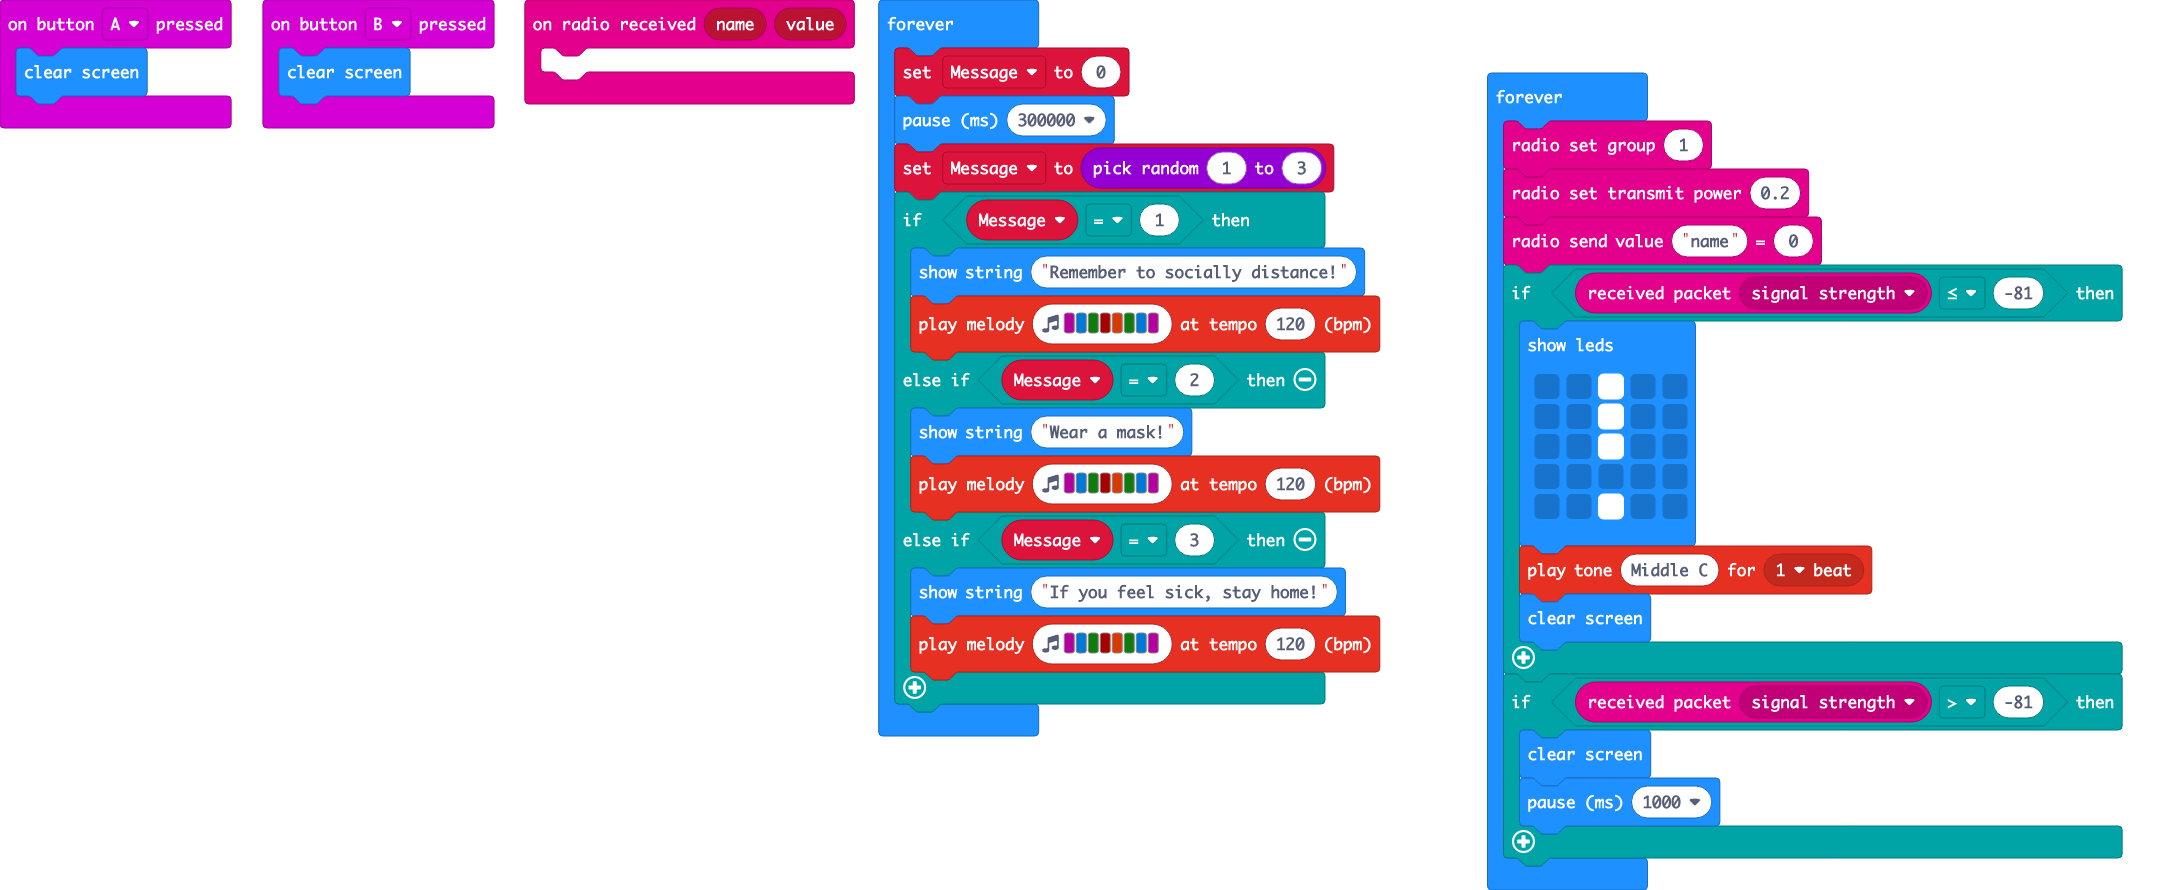 on button A pressed
clear screen
on button B pressed
clear screen
on radio received name value
forever
set Message to 0
pause (ms) 300000
set Message to pick random 1 to 3
if Message = 1 then
show string "Remember to socially distance!"
play melody at tempo 120 (bpm)
else if Message = 2 then
show string "Wear a mask!"
play melody at tempo 120 (bpm)
else if Message = 3 then
show string "If you feel sick, stay home!"
play melody at tempo 120 (bpm)
forever
radio set group 1
radio set transmit power 0.2
radio send value "name" = 0
if received packet signal strength ≤ -81 then
show leds
play tone Middle C for 1 beat
clear screen
if received packet signal strength > -81 then
clear screen
pause (ms) 1000